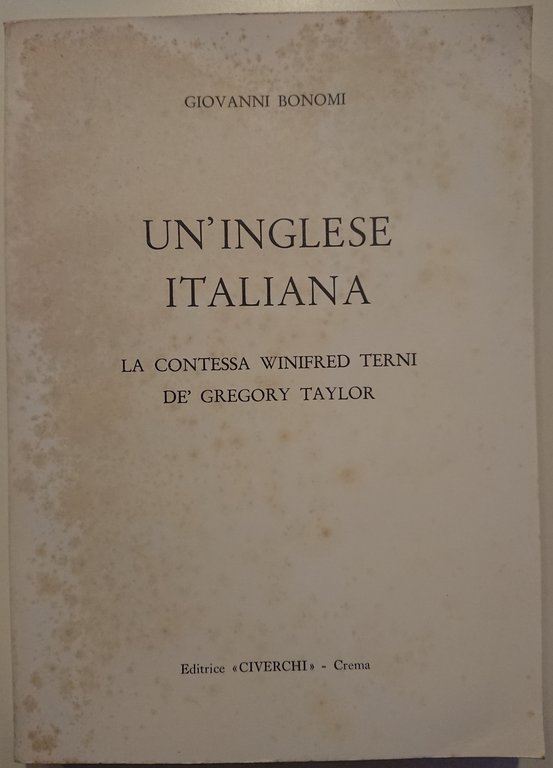 GIOVANNI BONOMI
UN'INGLESE
ITALIANA
LA CONTESSA WINIFRED TERNI
DE' GREGORY TAYLOR
Editrice «CIVERCHI» - Crema